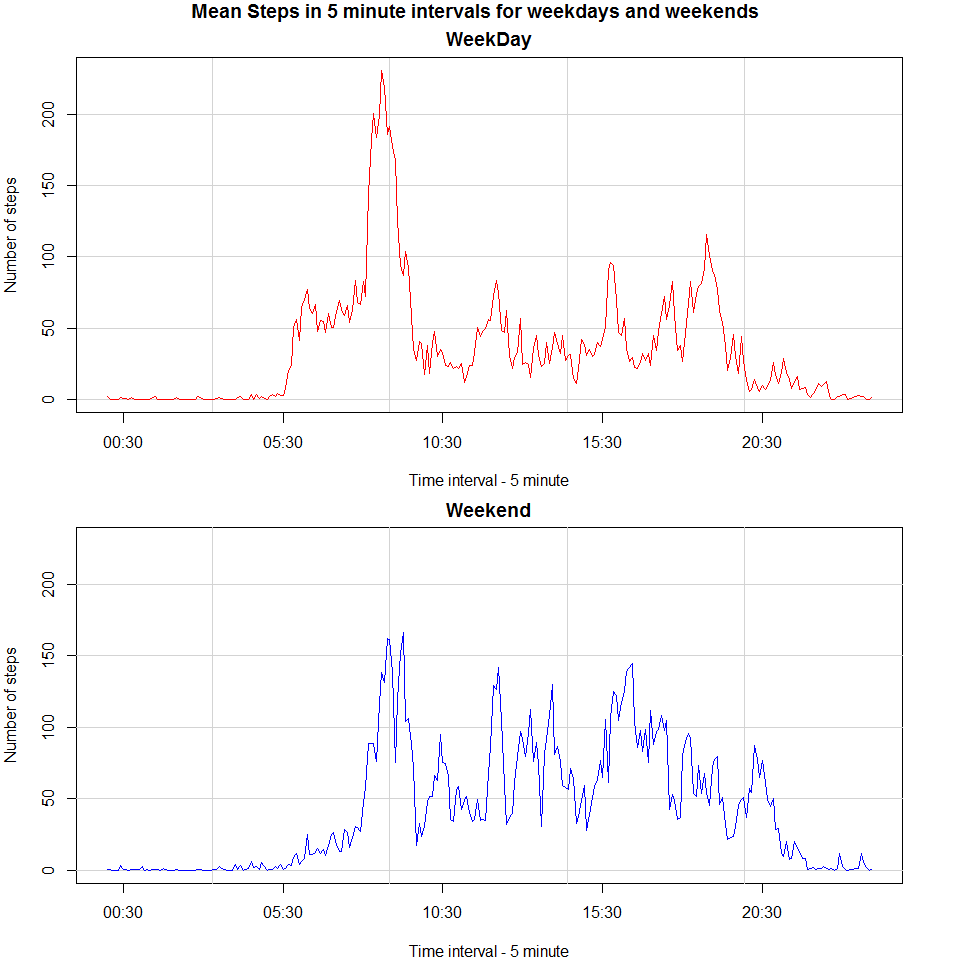 Mean Steps in 5 minute intervals for weekdays and weekends
WeekDay
Number of steps
200
150
100
50
0
00:30 05:30 10:30 15:30 20:30
Time interval - 5 minute
Weekend
Number of steps
200
150
100
50
0
00:30 05:30 10:30 15:30 20:30
Time interval - 5 minute